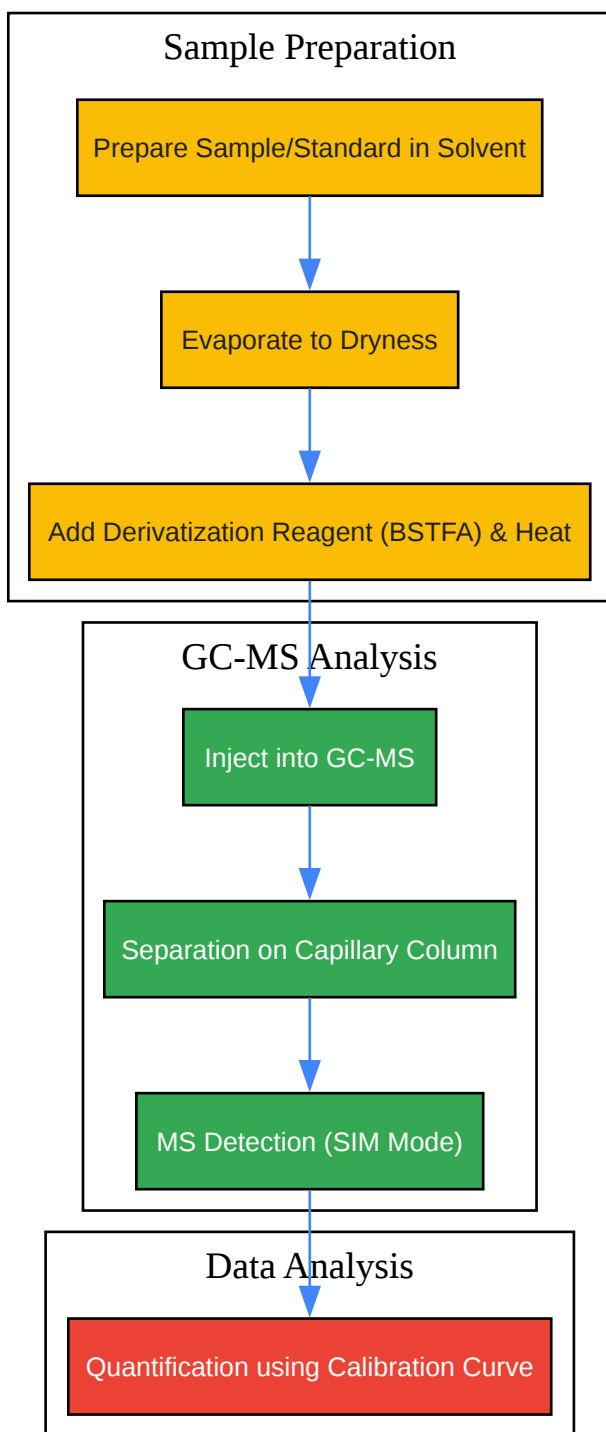 Sample Preparation
Prepare Sample/Standard in Solvent
Evaporate to Dryness
Add Derivatization Reagent (BSTFA) & Heat
GC-MS Analysis
Inject into GC-MS
Separation on Capillary Column
MS Detection (SIM Mode)
Data Analysis
Quantification using Calibration Curve